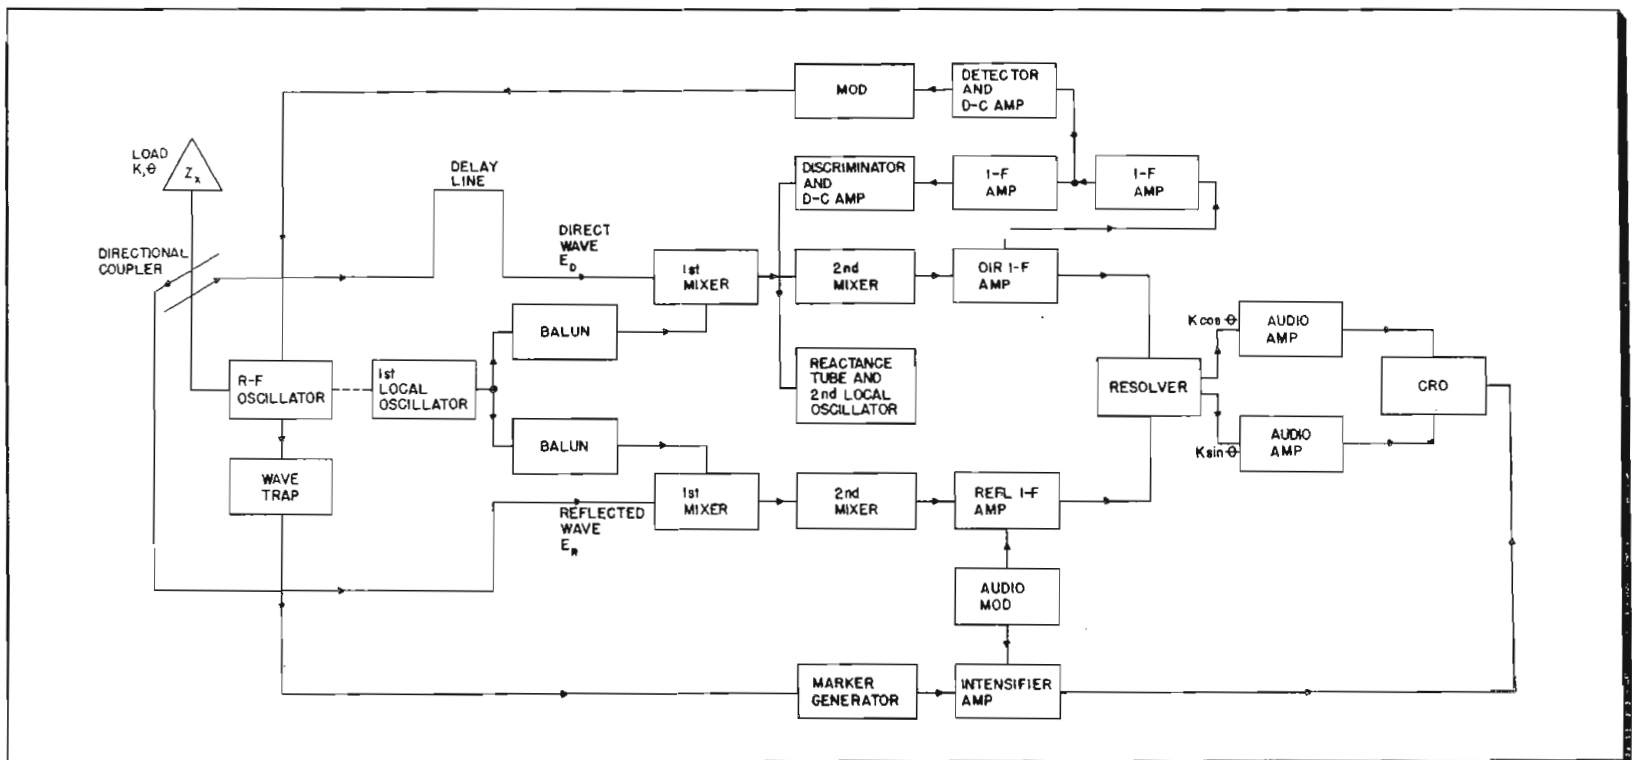 MOD
DETECTOR
AND
D-C AMP
LOAD
K,θ
Zx
DELAY
LINE
DISCRIMINATOR
AND
D-C AMP
I-F
AMP
I-F
AMP
DIRECTIONAL
COUPLER
DIRECT
WAVE
ED
1st
MIXER
2nd
MIXER
DIR I-F
AMP
BALUN
Kcos θ
AUDIO
AMP
R-F
OSCILLATOR
1st
LOCAL
OSCILLATOR
REACTANCE
TUBE AND
2nd LOCAL
OSCILLATOR
RESOLVER
CRO
BALUN
Ksin θ
AUDIO
AMP
WAVE
TRAP
REFLECTED
WAVE
ER
1st
MIXER
2nd
MIXER
REFL I-F
AMP
AUDIO
MOD
MARKER
GENERATOR
INTENSIFIER
AMP